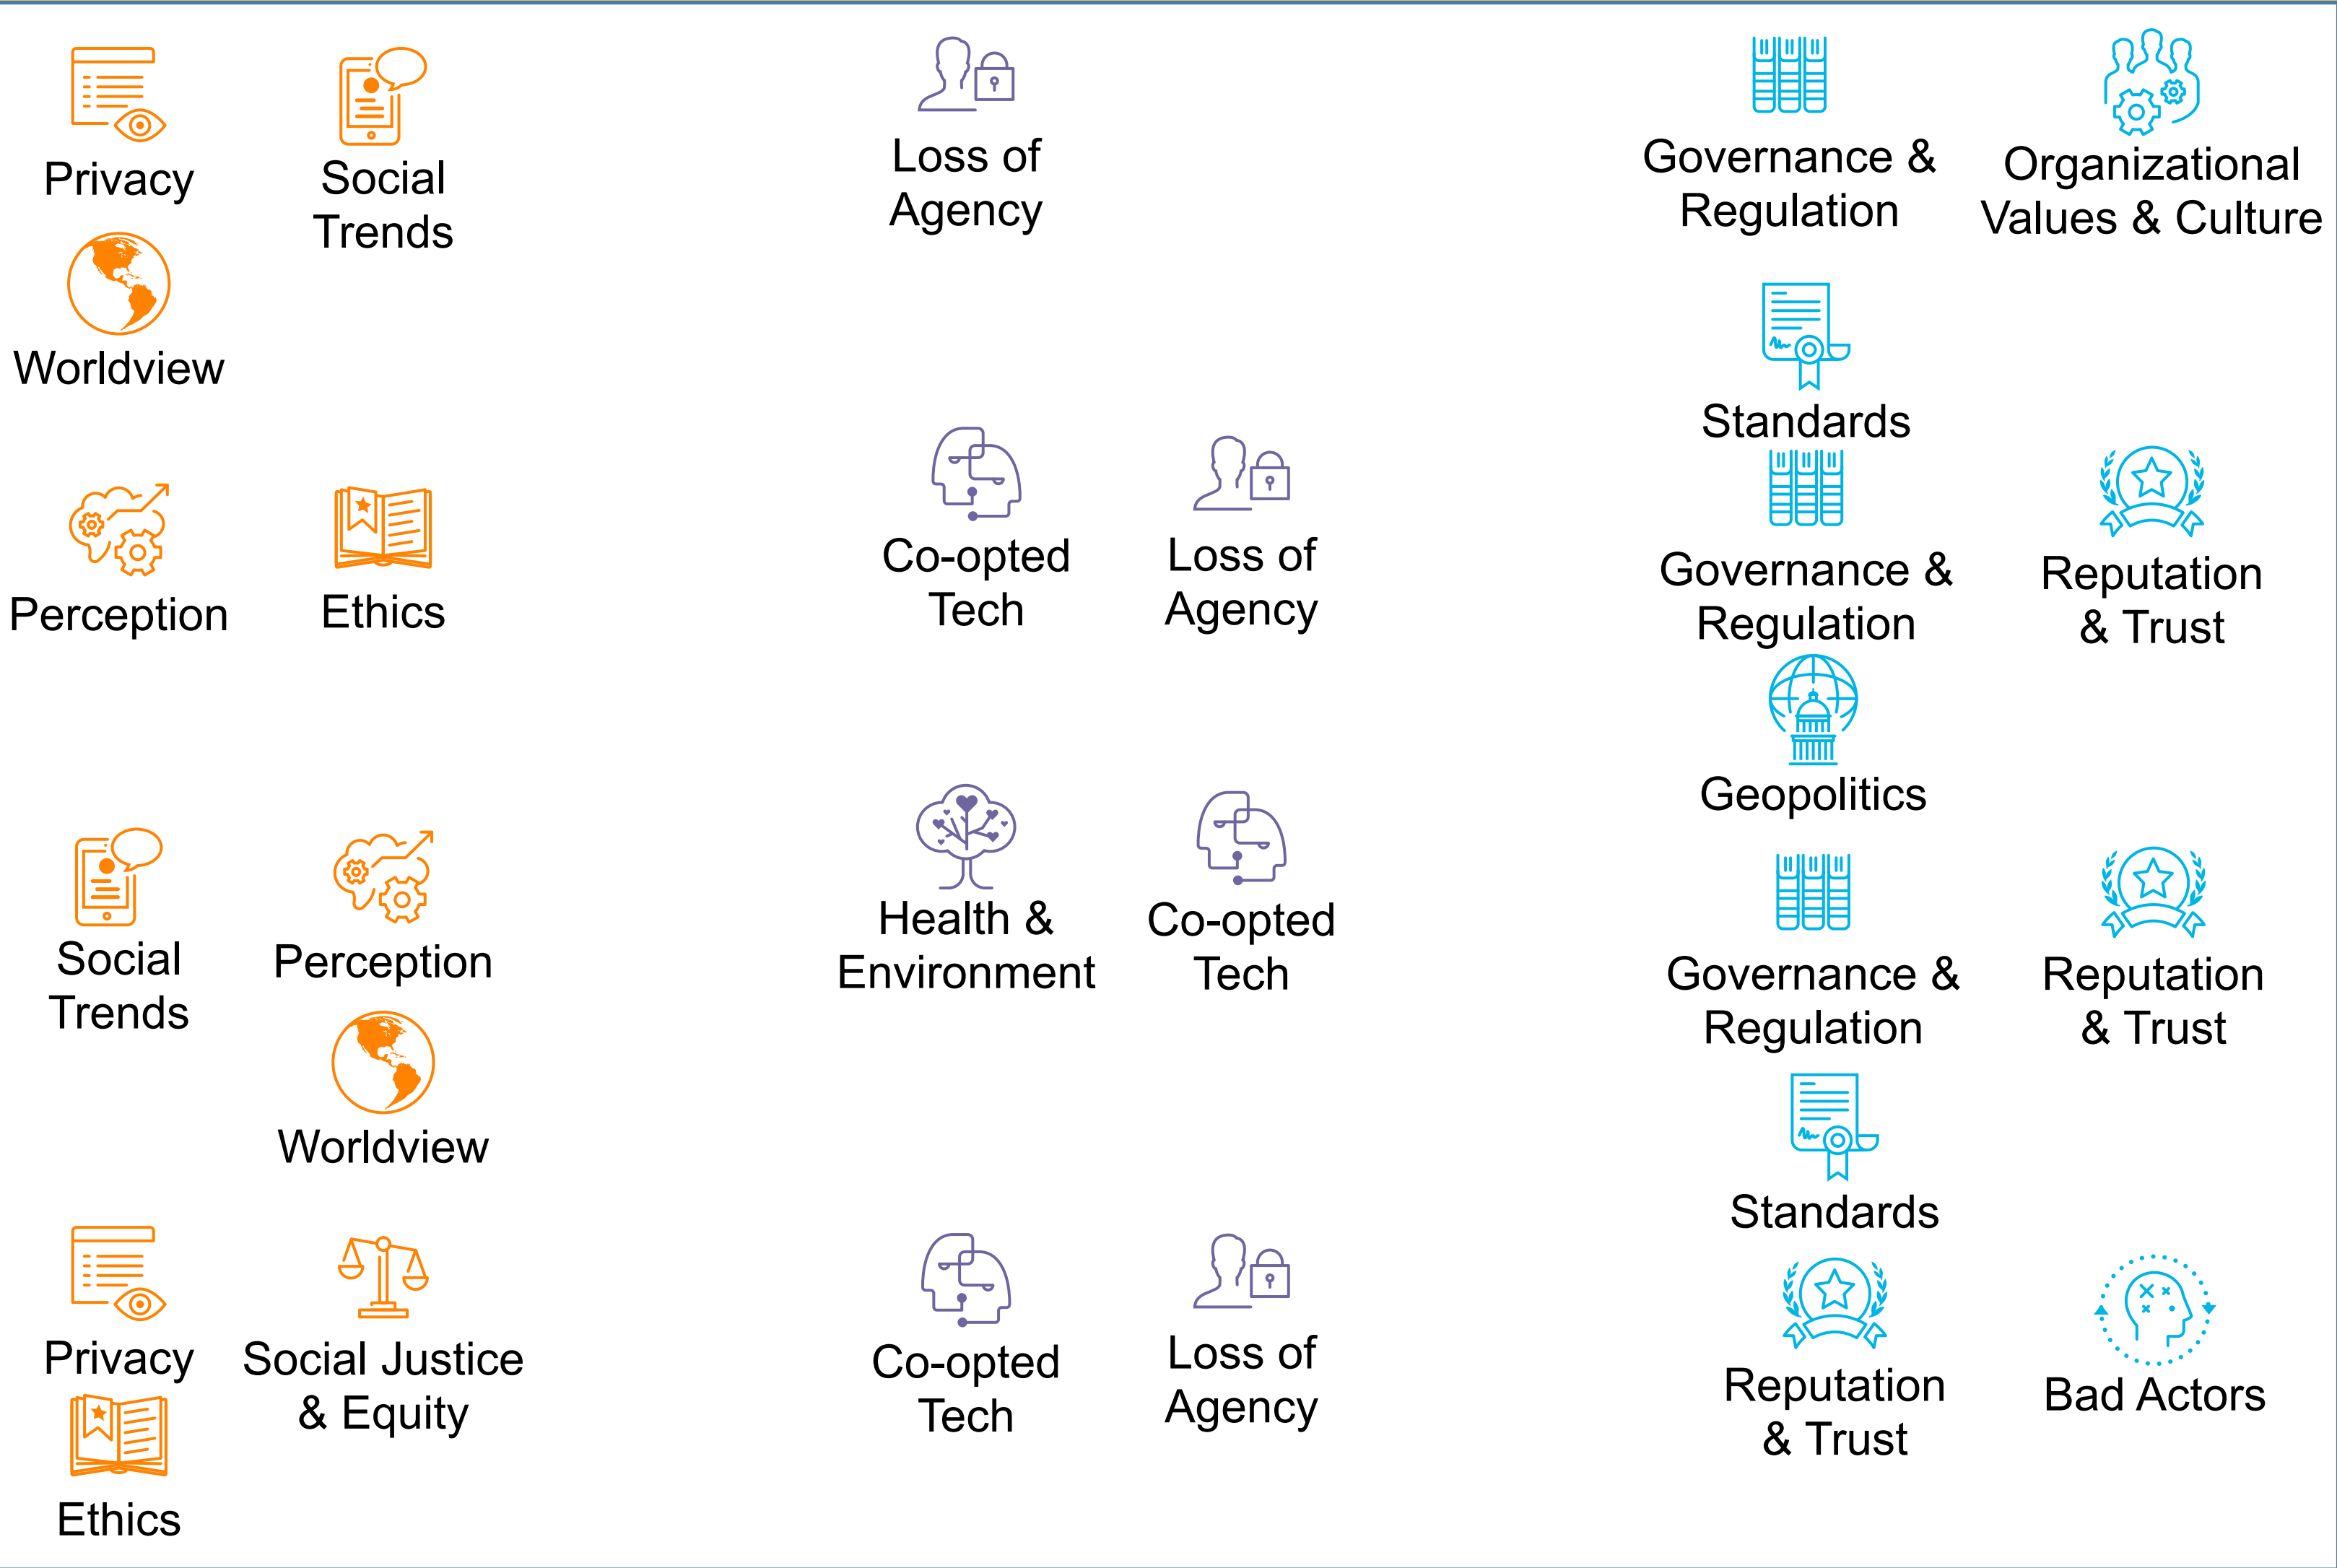 Privacy
Social
Trends
Worldview
Loss of
Agency
Governance &
Regulation
Organizational
Values & Culture
Standards
Perception
Ethics
Co-opted
Tech
Loss of
Agency
Governance &
Regulation
Reputation
& Trust
Geopolitics
Social
Trends
Perception
Worldview
Health &
Environment
Co-opted
Tech
Governance &
Regulation
Reputation
& Trust
Standards
Privacy
Social Justice
& Equity
Ethics
Co-opted
Tech
Loss of
Agency
Reputation
& Trust
Bad Actors